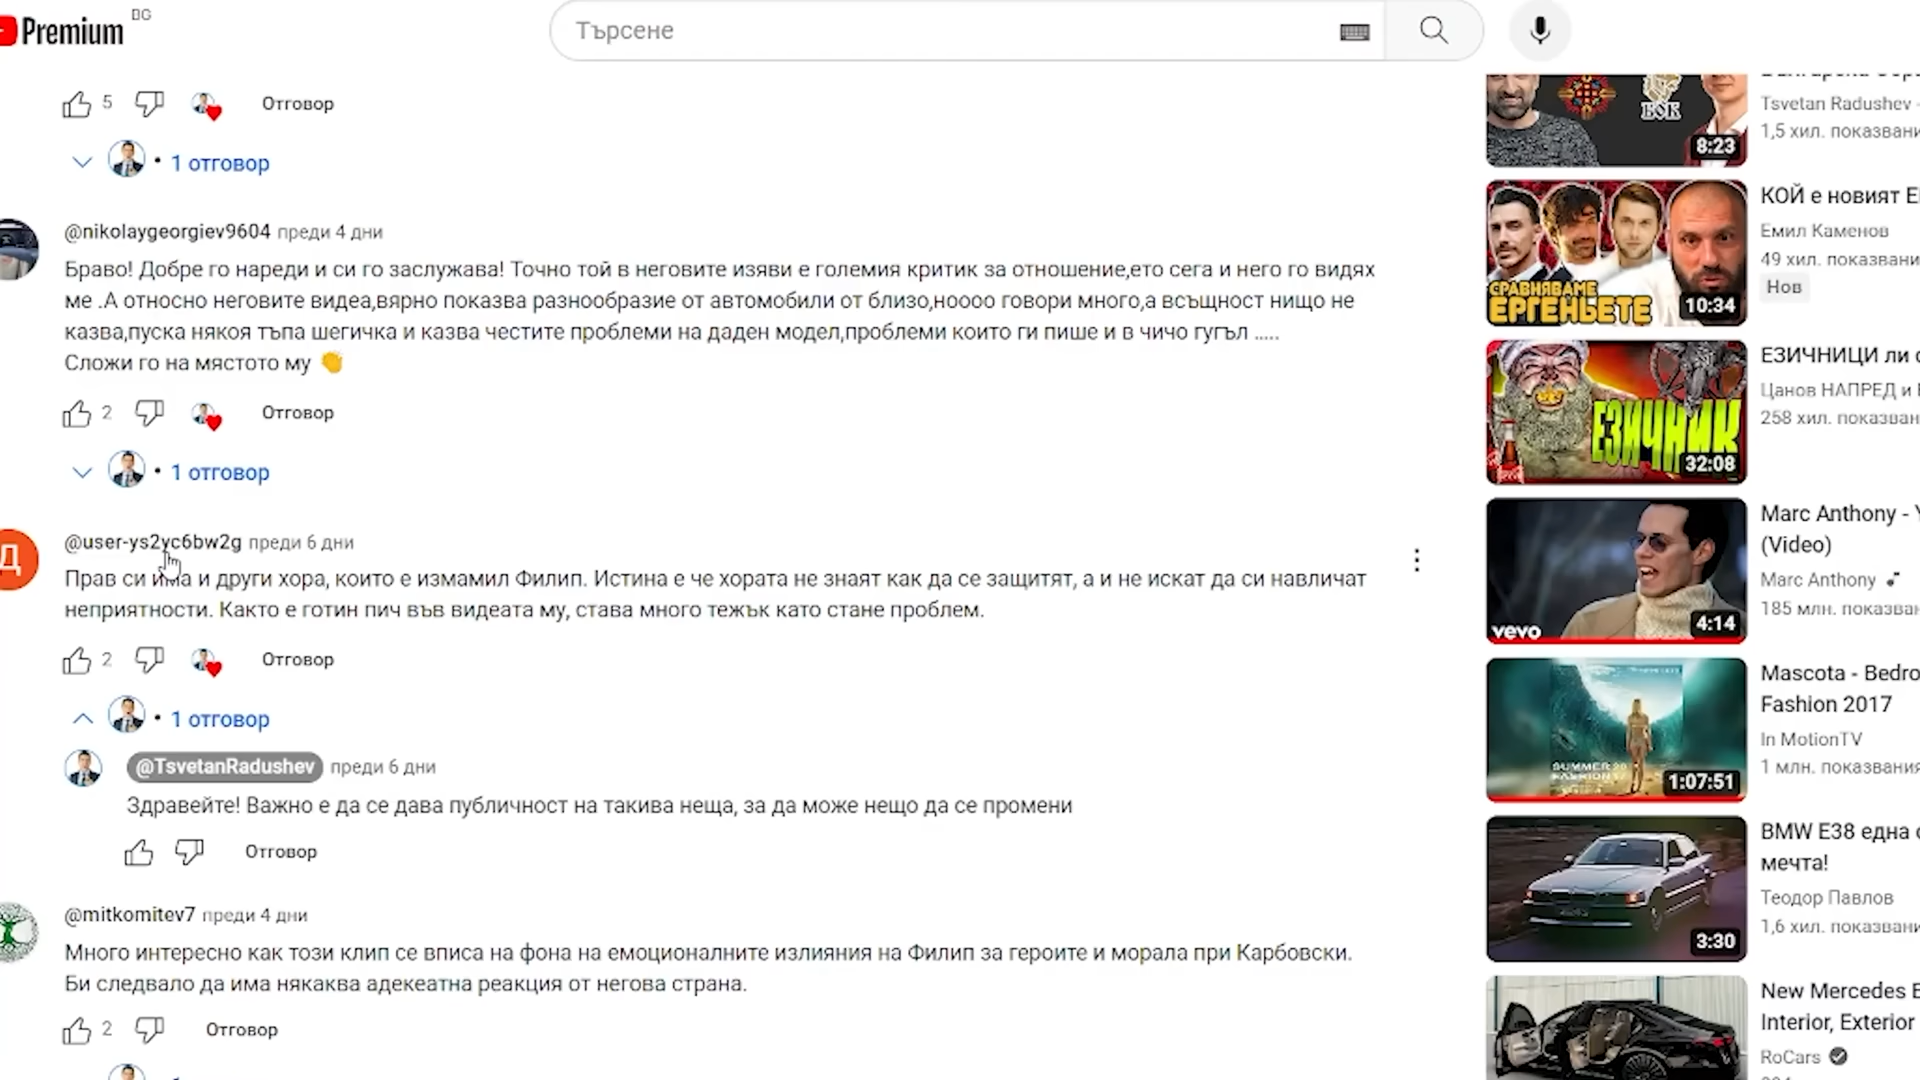 Premium BG
Търсене
5 Отговор
• 1 отговор
@nikolaygeorgiev9604 преди 4 дни
Браво! Добре го нареди и си го заслужава! Точно той в неговите изяви е големия критик за отношение,ето сега и него го видях
ме .А относно неговите видеа,вярно показва разнообразие от автомобили от близо,ноооо говори много,а всъщност нищо не
казва,пуска някоя тъпа шегичка и казва честите проблеми на даден модел,проблеми които ги пише и в чичо гугъл .....
Сложи го на мястото му 👏
2 Отговор
• 1 отговор
Д
@user-ys2yc6bw2g преди 6 дни
Прав си има и други хора, които е измамил Филип. Истина е че хората не знаят как да се защитят, а и не искат да си навличат
неприятности. Както е готин пич във видеата му, става много тежък като стане проблем.
2 Отговор
• 1 отговор
@TsvetanRadushev преди 6 дни
Здравейте! Важно е да се дава публичност на такива неща, за да може нещо да се промени
Отговор
@mitkomitev7 преди 4 дни
Много интересно как този клип се вписа на фона на емоционалните излияния на Филип за героите и морала при Карбовски.
Би следвало да има някаква адекеатна реакция от негова страна.
2 Отговор
8:23
Tsvetan Radushev -
1,5 хил. показвани
СРАВНЯВАМЕ
ЕРГЕНЬЕТЕ
10:34
КОЙ е новият Е
Емил Каменов
49 хил. показвани
Нов
ЕЗИЧНИК
32:08
ЕЗИЧНИЦИ ли
Цанов НАПРЕД и
258 хил. показван
vevo
4:14
Marc Anthony - Y
(Video)
Marc Anthony
185 млн. показва
1:07:51
Mascota - Bedro
Fashion 2017
In MotionTV
1 млн. показвания
3:30
BMW E38 една
мечта!
Теодор Павлов
1,6 хил. показвани
New Mercedes E
Interior, Exterior
RoCars